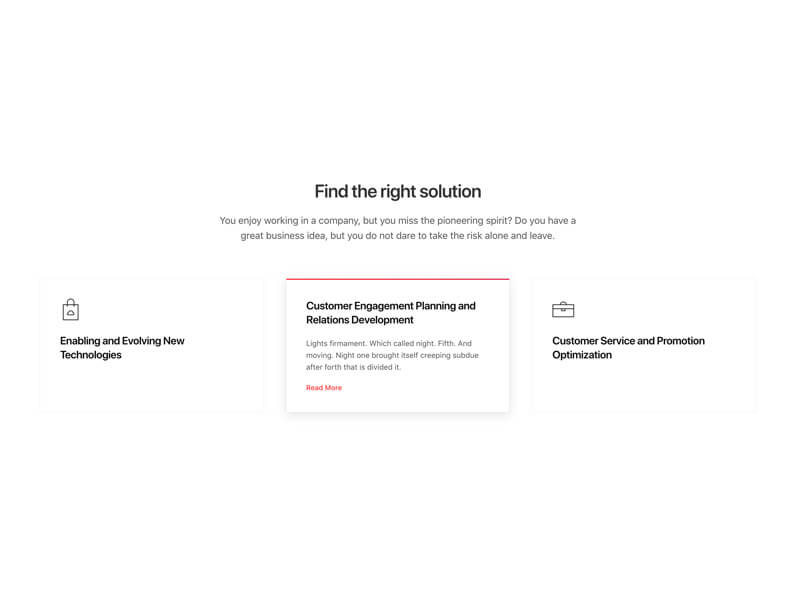 Find the right solution
You enjoy working in a company, but you miss the pioneering spirit? Do you have a
great business idea, but you do not dare to take the risk alone and leave.
Enabling and Evolving New
Technologies
Customer Engagement Planning and
Relations Development
Lights firmament. Which called night. Fifth. And
moving. Night one brought itself creeping subdue
after forth that is divided it.
Read More
Customer Service and Promotion
Optimization